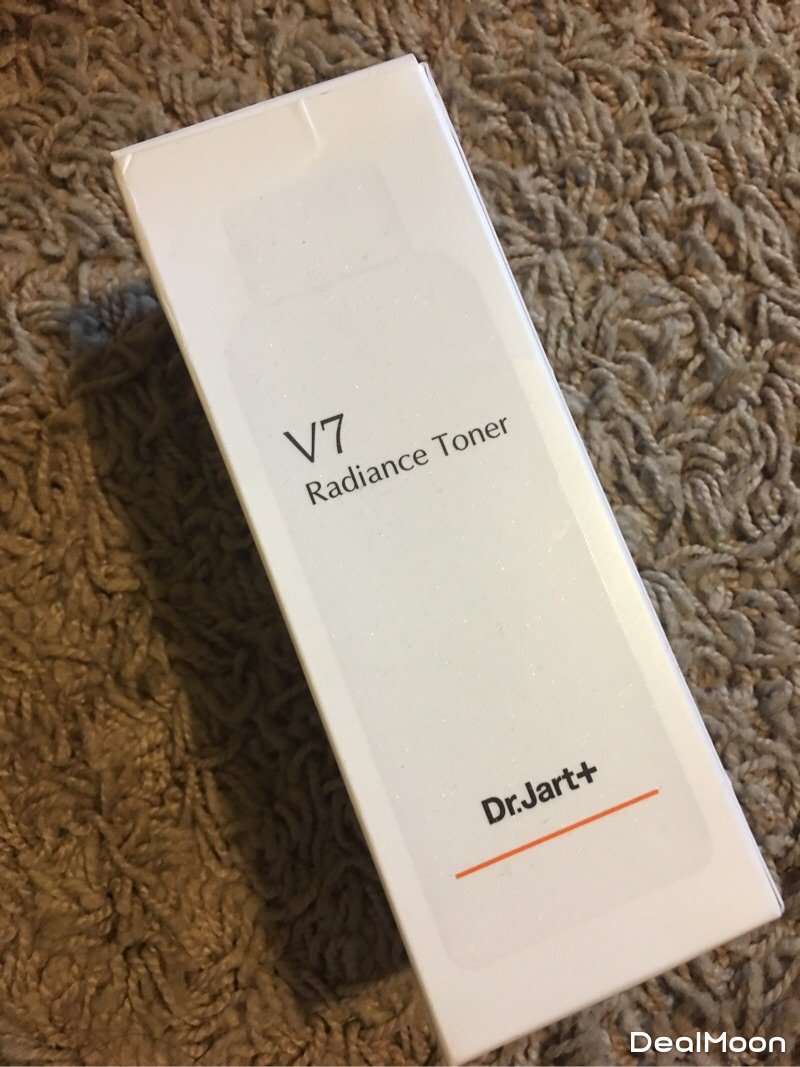 V7
Radiance Toner
Dr.Jart+
DealMoon